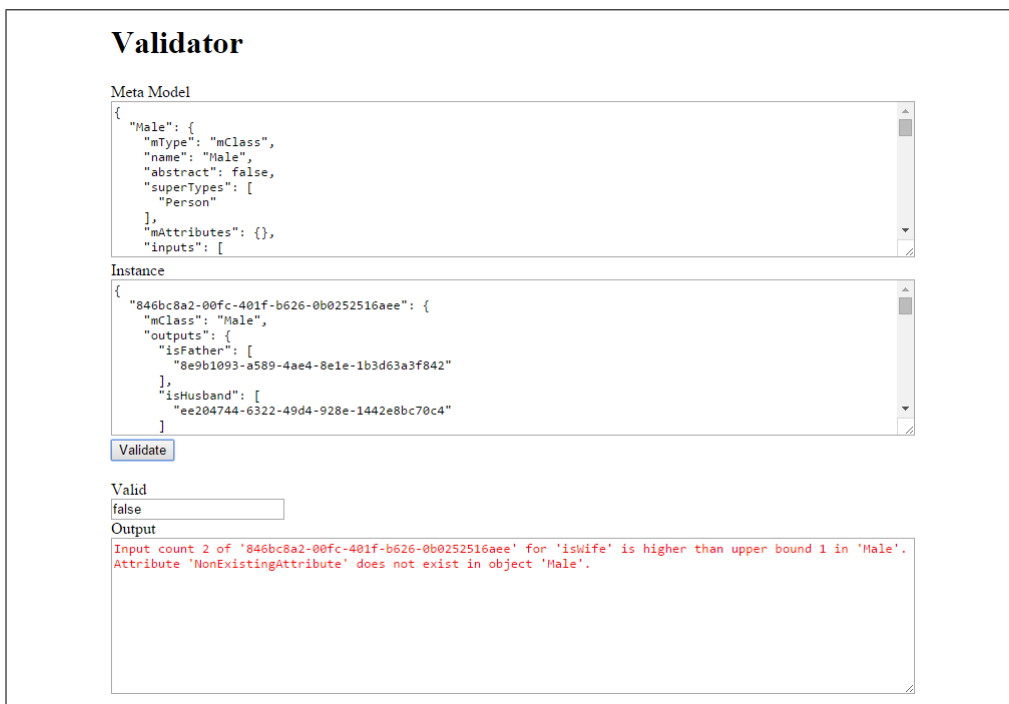 Validator
Meta Model
{
  "Male": {
    "mType": "mClass",
    "name": "Male",
    "abstract": false,
    "superTypes": [
      "Person"
    ],
    "mAttributes": {},
    "inputs": [
Instance
{
  "846bc8a2-00fc-401f-b626-0b0252516aee": {
    "mClass": "Male",
    "outputs": {
      "isFather": [
        "8e9b1093-a589-4ae4-8e1e-1b3d63a3f842"
      ],
      "isHusband": [
        "ee204744-6322-49d4-928e-1442e8bc70c4"
      ]
Validate
Valid
false
Output
Input count 2 of '846bc8a2-00fc-401f-b626-0b0252516aee' for 'isWife' is higher than upper bound 1 in 'Male'.
Attribute 'NonExistingAttribute' does not exist in object 'Male'.